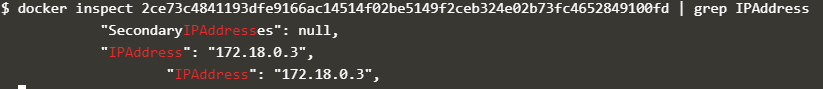 $ docker inspect 2ce73c4841193dfe9166ac14514f02be5149f2ceb324e02b73fc4652849100fd | grep IPAddress
"SecondaryIPAddresses": null,
"IPAddress": "172.18.0.3",
"IPAddress": "172.18.0.3",